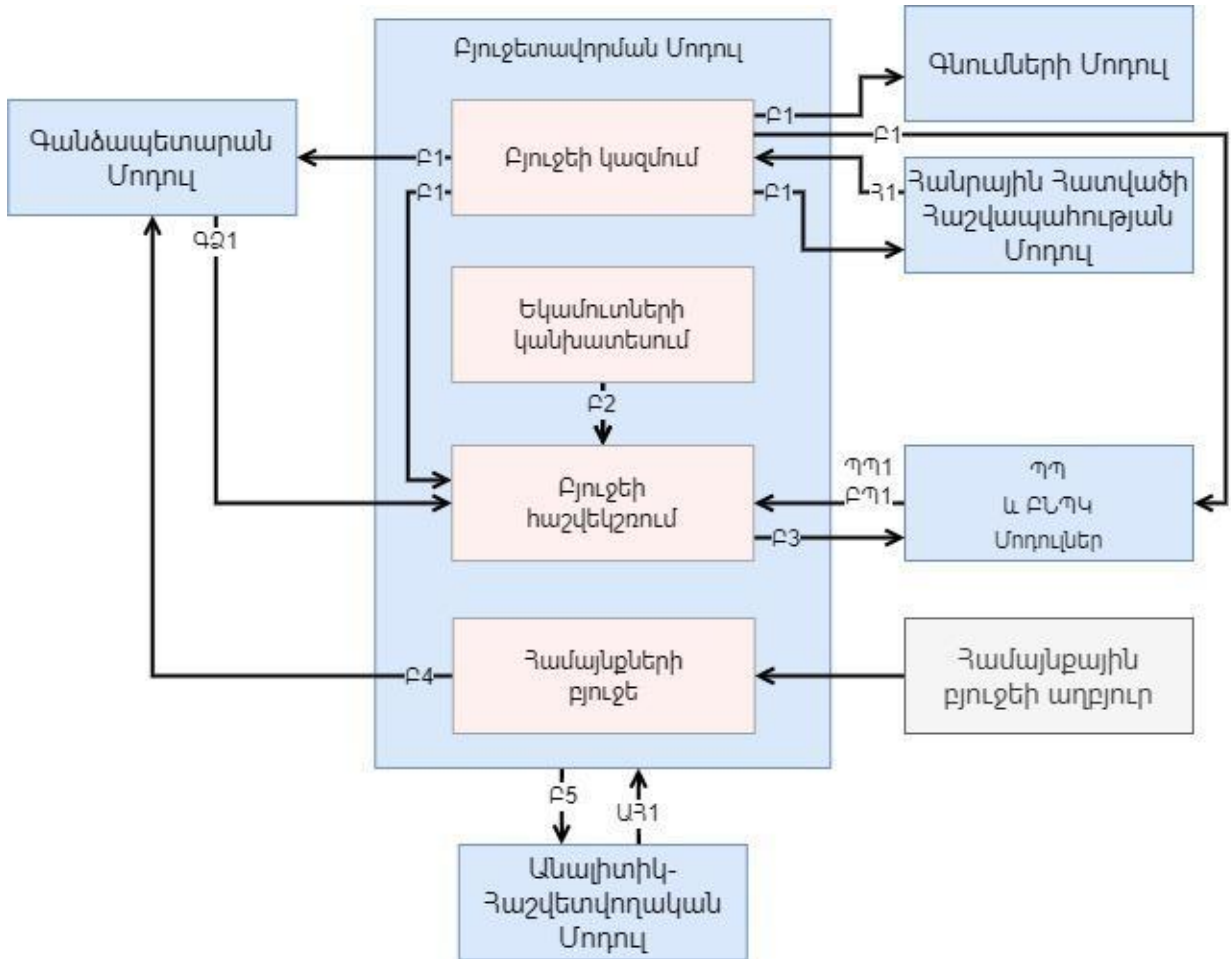 Բյուջետավորման Մոդուլ
Գնումների Մոդուլ
Գանձապետարան
Մոդուլ
Բյուջեի կազմում
Բ1
Բ1
Բ1
Բ1
Բ1
Հ1
Հանրային Հատվածի
Հաշվապահության
Մոդուլ
ԳՁ1
Եկամուտների
կանխատեսում
Բ2
Բյուջեի
հաշվեկշռում
ՊՊ1
ԲՊ1
Բ3
ՊՊ
և ԲՆՊԿ
Մոդուլներ
Համայնքների
բյուջե
Բ4
Համայնքային
բյուջեի աղբյուր
Բ5
ԱՀ1
Անալիտիկ-
Հաշվետվողական
Մոդուլ